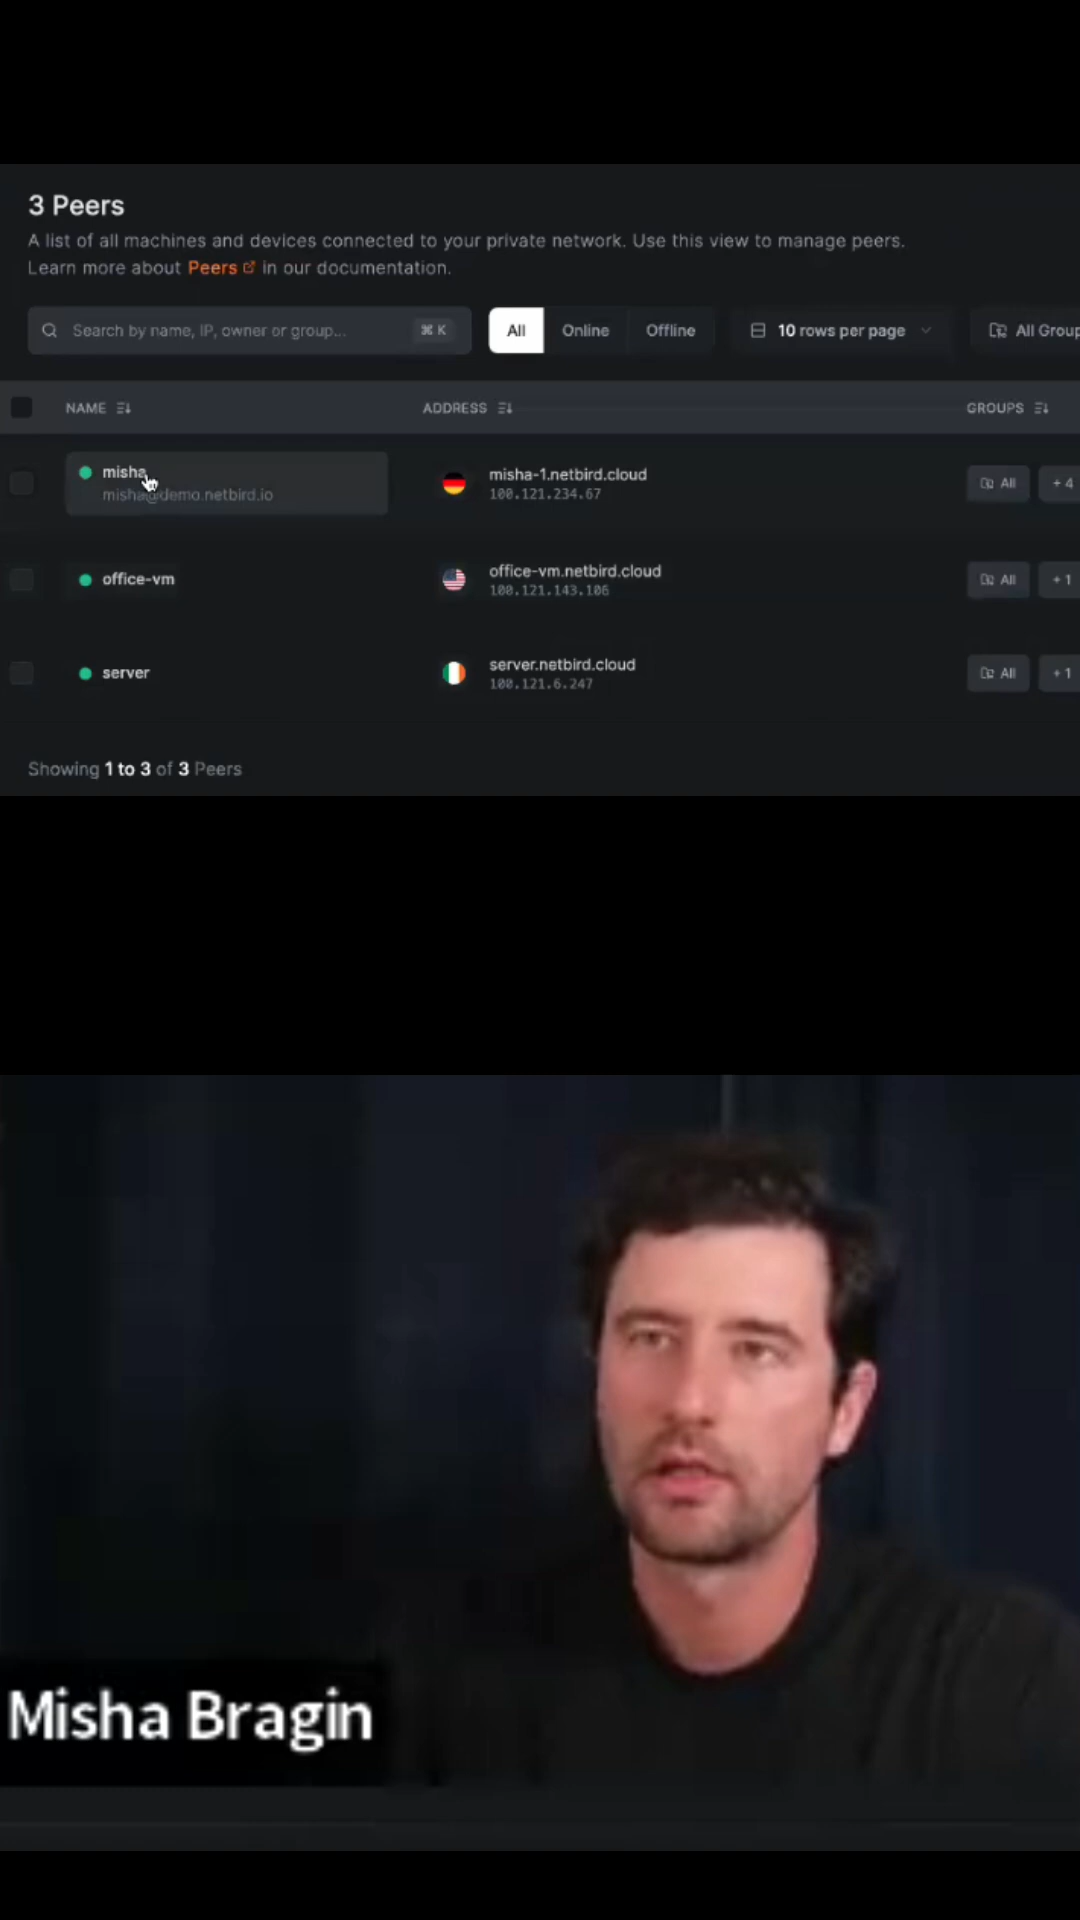 3 Peers
A list of all machines and devices connected to your private network. Use this view to manage peers.
Learn more about Peers in our documentation.
Search by name, IP, owner or group... ⌘ K All Online Offline 10 rows per page All Group
NAME ADDRESS GROUPS
misha
misha@demo.netbird.io
misha-1.netbird.cloud
100.121.234.67
All + 4
office-vm
office-vm.netbird.cloud
100.121.143.106
All + 1
server
server.netbird.cloud
100.121.6.247
All + 1
Showing 1 to 3 of 3 Peers
Misha Bragin